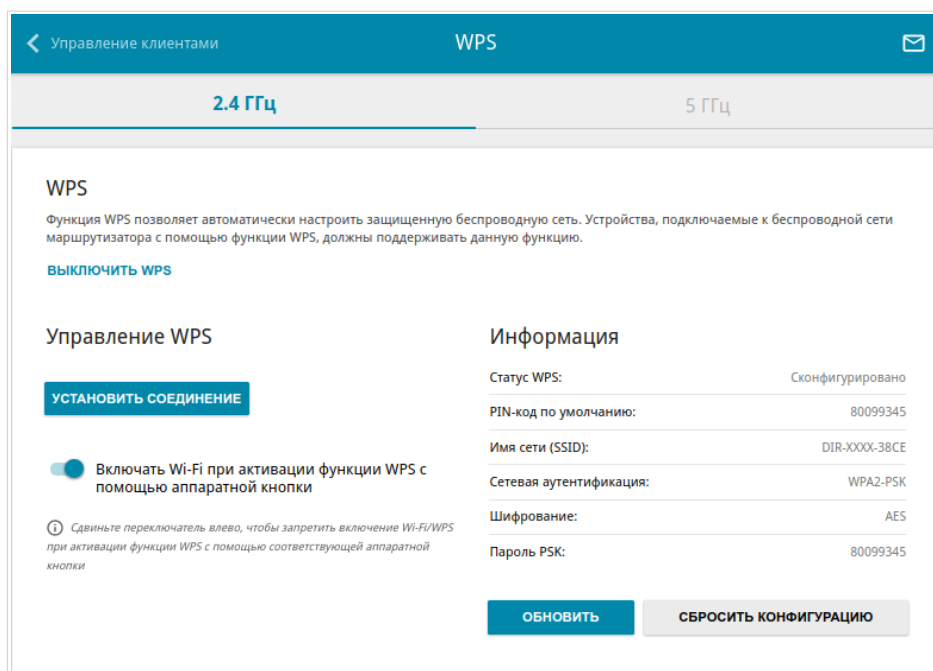 Управление клиентами
WPS
2.4 ГГц
5 ГГц
WPS
Функция WPS позволяет автоматически настроить защищенную беспроводную сеть. Устройства, подключаемые к беспроводной сети
маршрутизатора с помощью функции WPS, должны поддерживать данную функцию.
ВЫКЛЮЧИТЬ WPS
Управление WPS
УСТАНОВИТЬ СОЕДИНЕНИЕ
Включать Wi-Fi при активации функции WPS с
помощью аппаратной кнопки
Сдвиньте переключатель влево, чтобы запретить включение Wi-Fi/WPS
при активации функции WPS с помощью соответствующей аппаратной
кнопки
Информация
Статус WPS: Сконфигурировано
PIN-код по умолчанию: 80099345
Имя сети (SSID): DIR-XXXX-38CE
Сетевая аутентификация: WPA2-PSK
Шифрование: AES
Пароль PSK: 80099345
ОБНОВИТЬ
СБРОСИТЬ КОНФИГУРАЦИЮ